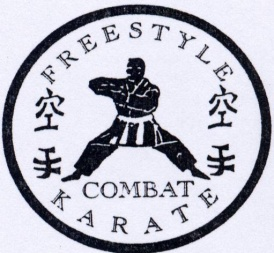 FREESTYLE
空手
空手
COMBAT
KARATE